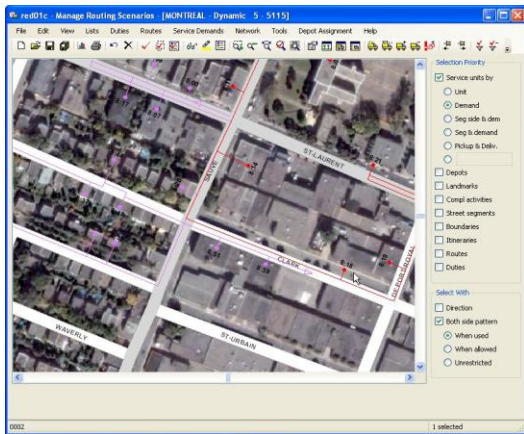 red01c - Manage Routing Scenarios - [MONTREAL - Dynamic 5 - 5115]
File Edit View Lists Duties Routes Service Demands Network Tools Depot Assignment Help
Selection Priority
Service units by
Unit
Demand
Seg side & dem
Seg & demand
Pickup & Deliv.
Depots
Landmarks
Compl activities
Street segments
Boundaries
Itineraries
Routes
Duties
Select With
Direction
Both side pattern
When used
When allowed
Unrestricted
ST-LAURENT
SAUVE
CLARK
8:18
ST-URBAIN
WAVERLY
0002
1 selected